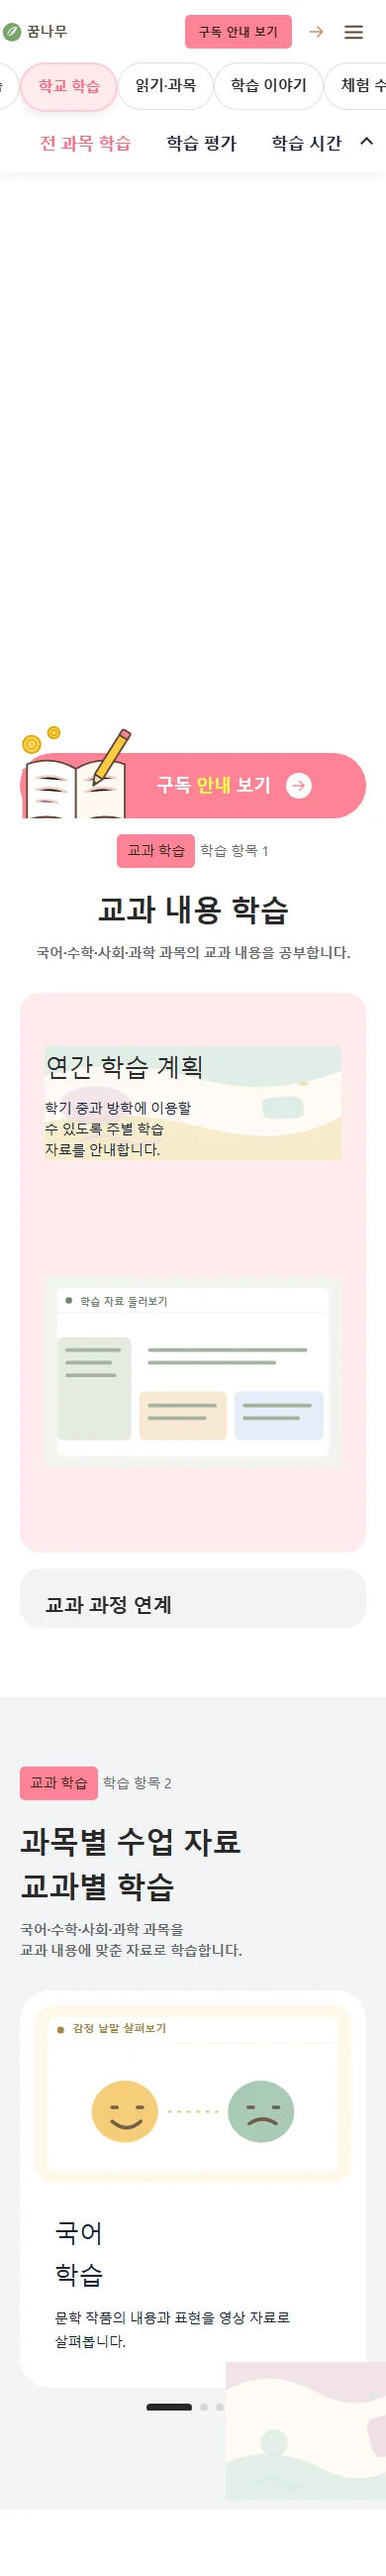 꿈나무
구독 안내 보기
학교 학습
읽기·과목
학습 이야기
체험 수
전 과목 학습
학습 평가
학습 시간
구독 안내 보기
교과 학습 학습 항목 1
교과 내용 학습
국어·수학·사회·과학 과목의 교과 내용을 공부합니다.
연간 학습 계획
학기 중과 방학에 이용할
수 있도록 주별 학습
자료를 안내합니다.
학습 자료 둘러보기
교과 과정 연계
교과 학습 학습 항목 2
과목별 수업 자료
교과별 학습
국어·수학·사회·과학 과목을
교과 내용에 맞춘 자료로 학습합니다.
감정 낱말 살펴보기
국어
학습
문학 작품의 내용과 표현을 영상 자료로
살펴봅니다.